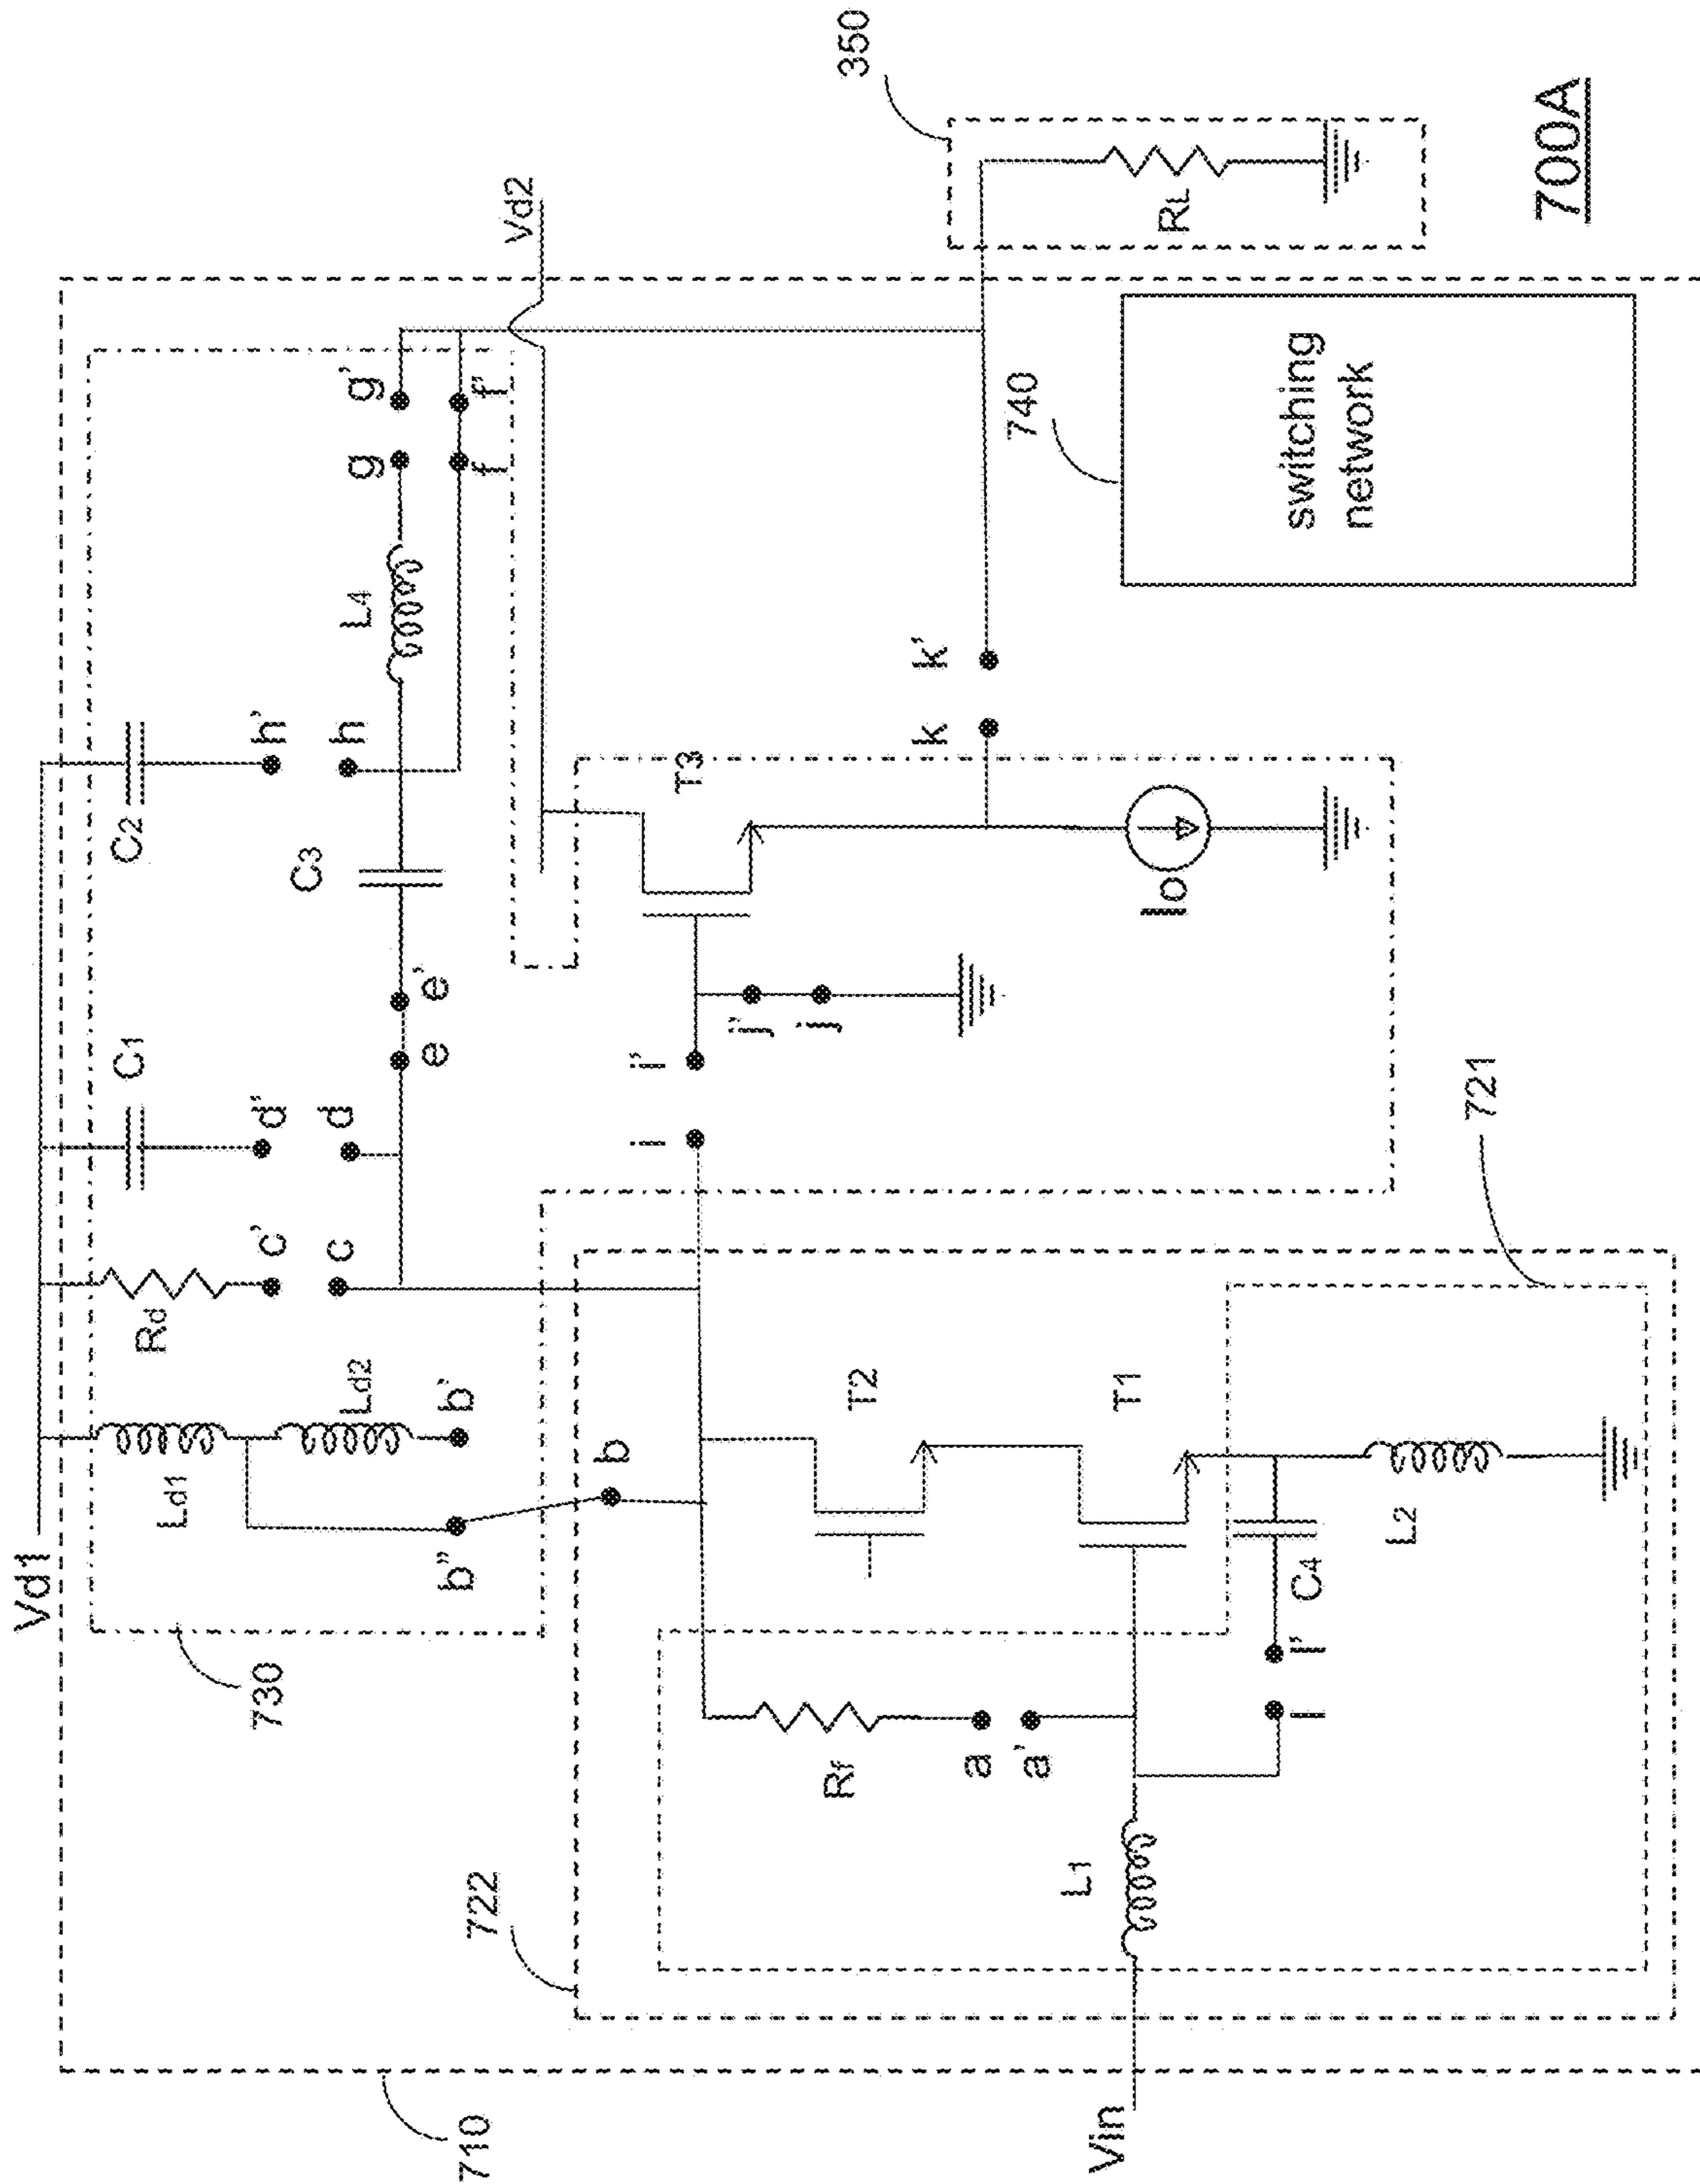 Vd1
710
730
Ld1
Ld2
b"
b'
b
Rd
c'
c
C1
d'
d
e
e'
C2
C3
h'
h
L4
g
g'
f
f'
Vd2
350
RL
722
Vin
L1
Rf
a
a'
T2
T1
l
l'
C4
L2
721
i
i'
j'
j
T3
Io
k
k'
740
switching
network
700A